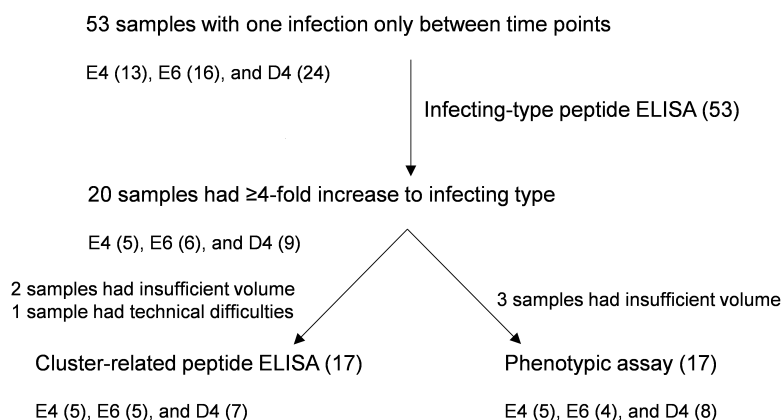 53 samples with one infection only between time points
E4 (13), E6 (16), and D4 (24)
Infecting-type peptide ELISA (53)
20 samples had ≥4-fold increase to infecting type
E4 (5), E6 (6), and D4 (9)
2 samples had insufficient volume
1 sample had technical difficulties
3 samples had insufficient volume
Cluster-related peptide ELISA (17)
E4 (5), E6 (5), and D4 (7)
Phenotypic assay (17)
E4 (5), E6 (4), and D4 (8)